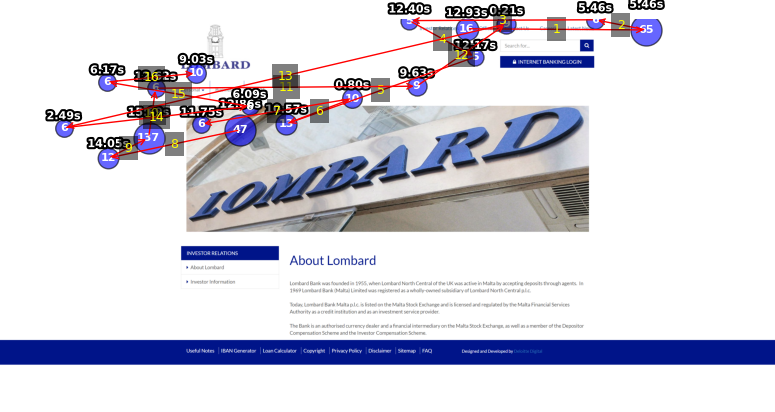 12.40s
12.93s
0.21s
5.46s
5.46s
5
16
6
55
1
2
3
4
Search for...
12.17s
5
12
INTERNET BANKING LOGIN
LOMBARD
9.03s
10
6.17s
6
16
13
11
9.63s
9
5
15
0.80s
10
2.49s
6
6.09s
14
11.75s
6
47
7
6
137
8
14.05s
12
9
LOMBARD
INVESTOR RELATIONS
About Lombard
Investor Information
About Lombard
Lombard Bank was founded in 1955, when Lombard North Central of the UK was active in Malta by accepting deposits through agents. In
1969 Lombard Bank (Malta) Limited was registered as a wholly-owned subsidiary of Lombard North Central p.l.c.
Today, Lombard Bank Malta p.l.c. is listed on the Malta Stock Exchange and is licensed and regulated by the Malta Financial Services
Authority as a credit institution and as an investment service provider.
The Bank is an authorised currency dealer and a financial intermediary on the Malta Stock Exchange, as well as a member of the Depositor
Compensation Scheme and the Investor Compensation Scheme.
Useful Notes | IBAN Generator | Loan Calculator | Copyright | Privacy Policy | Disclaimer | Sitemap | FAQ
Designed and Developed by Deloitte Digital